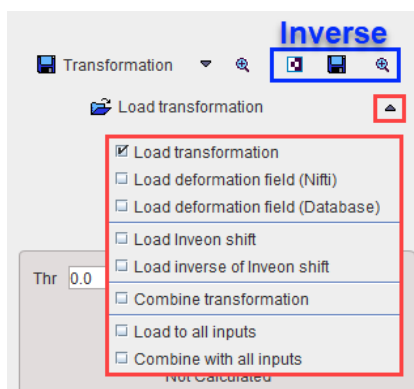 Inverse
Transformation
Load transformation
Load transformation
Load deformation field (Nifti)
Load deformation field (Database)
Load Inveon shift
Load inverse of Inveon shift
Thr 0.0
Combine transformation
Load to all inputs
Combine with all inputs
Not Calculated